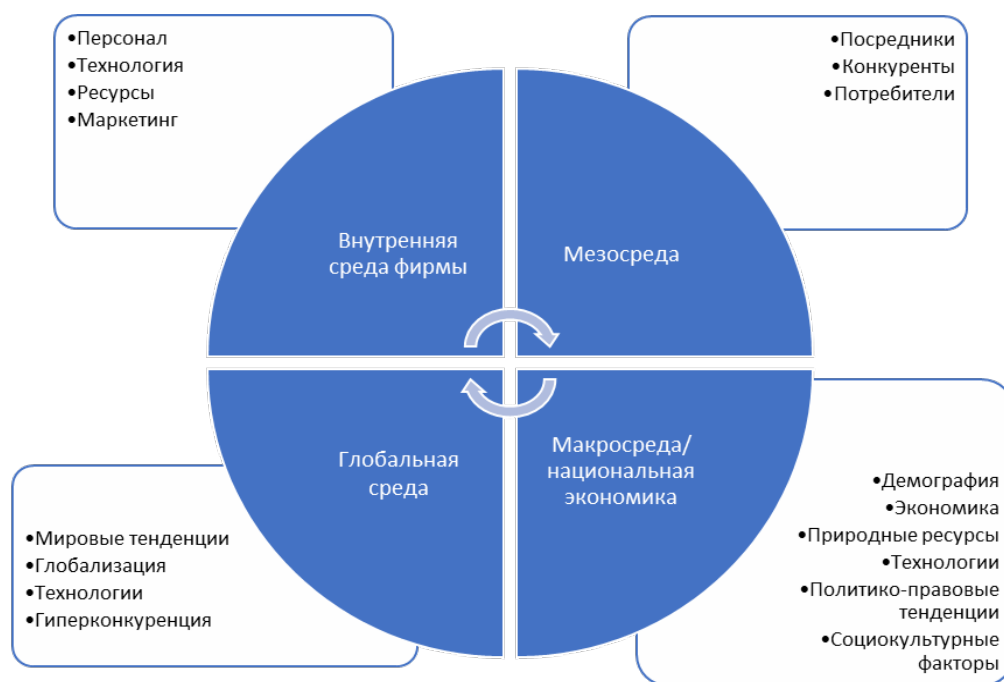 •Персонал
•Технология
•Ресурсы
•Маркетинг
•Посредники
•Конкуренты
•Потребители
Внутренняя
среда фирмы
Мезосреда
Глобальная
среда
Макросреда/
национальная
экономика
•Мировые тенденции
•Глобализация
•Технологии
•Гиперконкуренция
•Демография
•Экономика
•Природные ресурсы
•Технологии
•Политико-правовые
тенденции
•Социокультурные
факторы